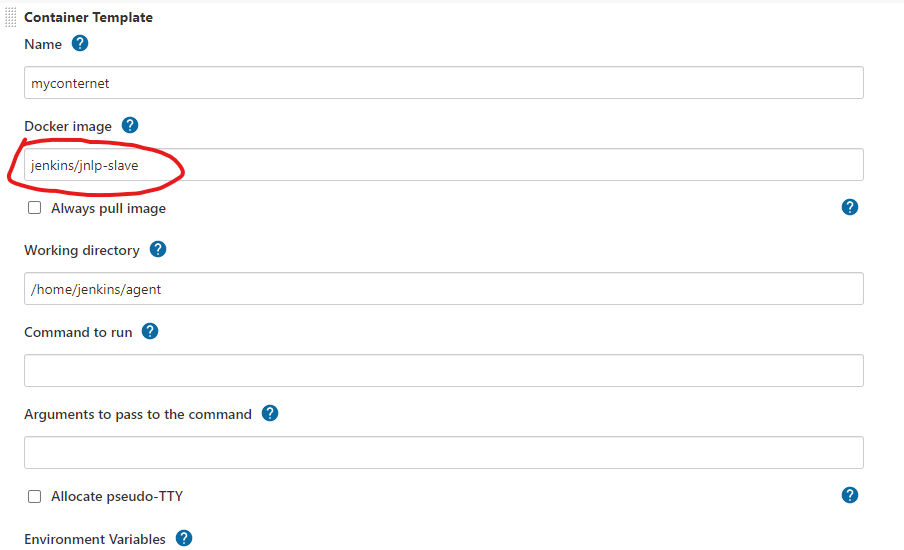 Container Template
Name ?
myconternet
Docker image ?
jenkins/jnlp-slave
Always pull image ?
Working directory ?
/home/jenkins/agent
Command to run ?
Arguments to pass to the command ?
Allocate pseudo-TTY ?
Environment Variables ?